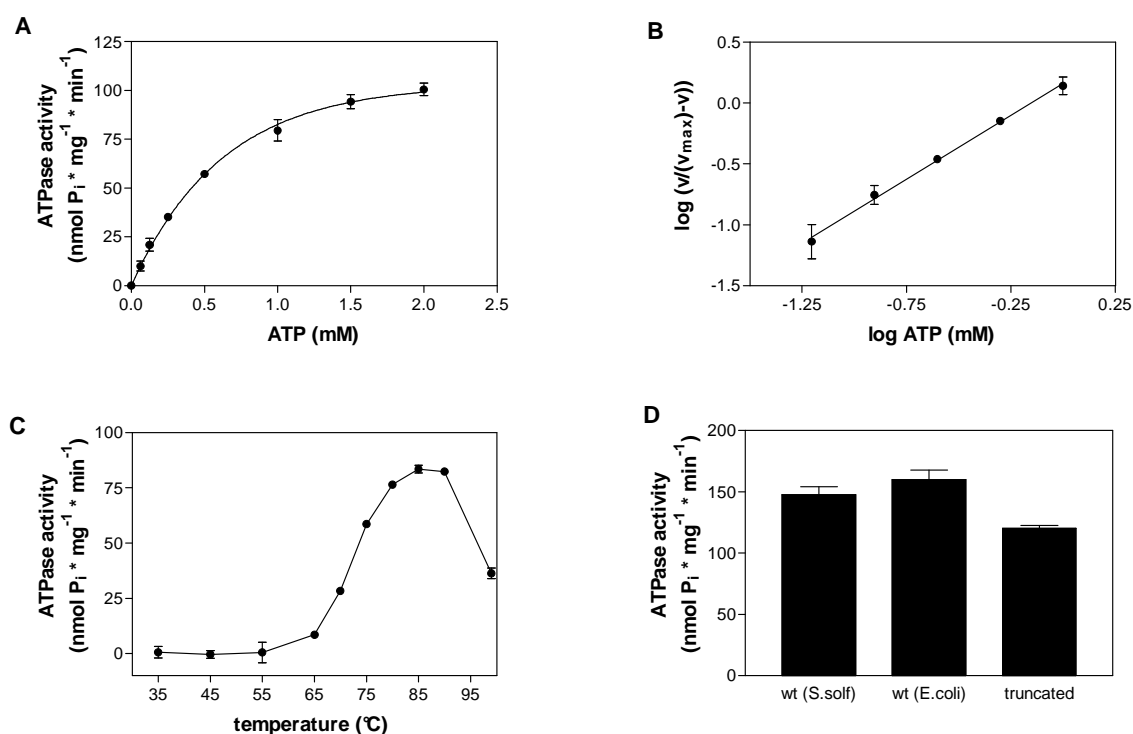 A
ATPase activity
(nmol Pi * mg-1 * min-1)
125
100
75
50
25
0
0.0 0.5 1.0 1.5 2.0 2.5
ATP (mM)
B
log (v/(vmax)-v))
0.5
0.0
-0.5
-1.0
-1.5
-1.25 -0.75 -0.25 0.25
log ATP (mM)
C
ATPase activity
(nmol Pi * mg-1 * min-1)
100
75
50
25
0
35 45 55 65 75 85 95
temperature (°C)
D
ATPase activity
(nmol Pi * mg-1 * min-1)
200
150
100
50
0
wt (S.solf) wt (E.coli) truncated